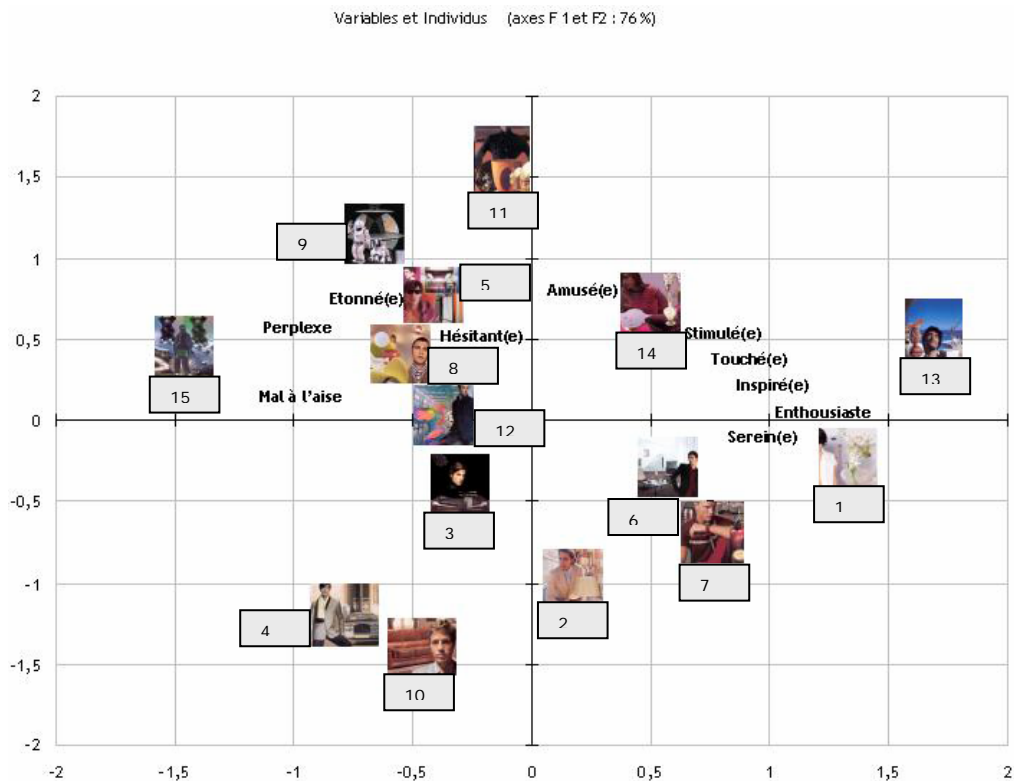 Variables et Individus (axes F 1 et F2 : 76 %)
2
1,5
11
9
1
5
Etonné(e)
Amusé(e)
Perplexe
Hésitant(e)
Stimulé(e)
0,5
14
8
Touché(e)
13
15
Mal à l'aise
Inspiré(e)
Enthousiaste
0
12
Serein(e)
-0,5
1
6
3
7
-1
2
4
-1,5
10
-2
-2 -1,5 -1 -0,5 0 0,5 1 1,5 2